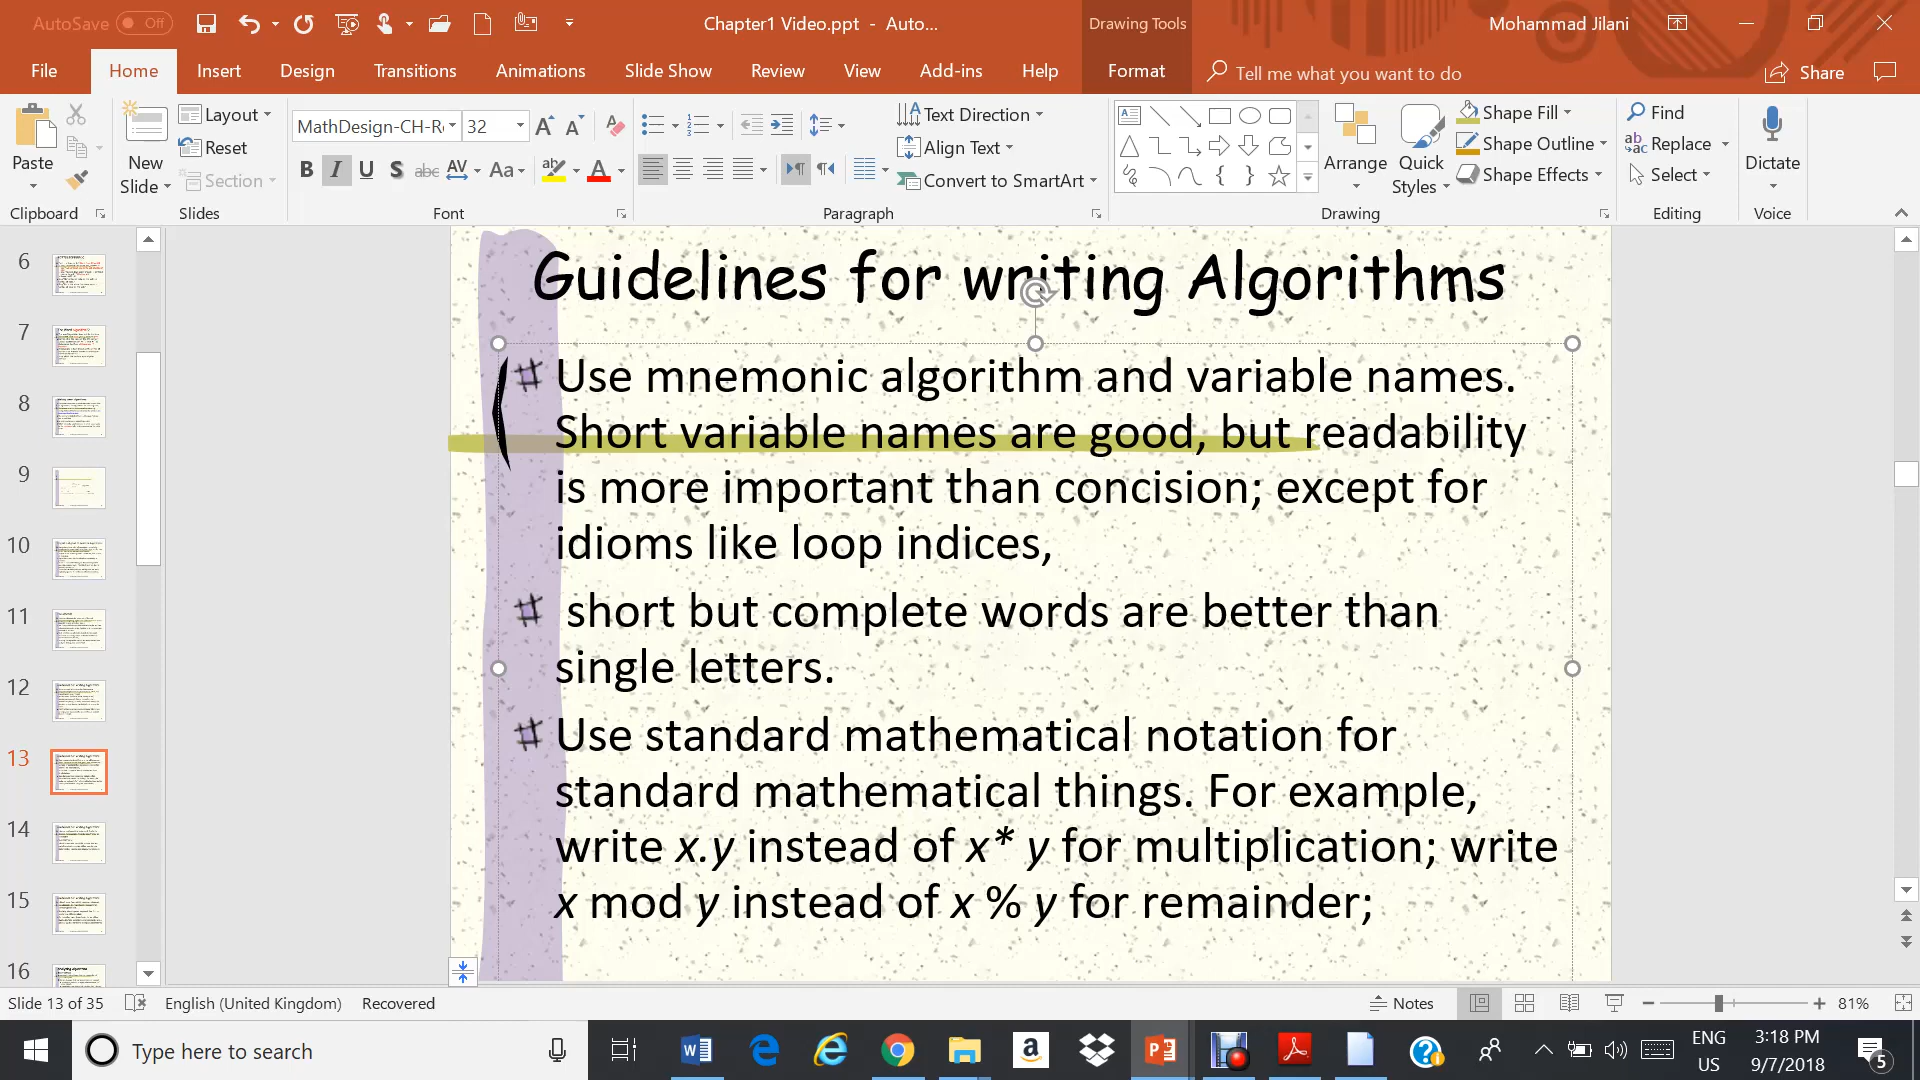 AutoSave Off
Chapter1 Video.ppt - Auto...
Drawing Tools
Mohammad Jilani
File Home Insert Design Transitions Animations Slide Show Review View Add-ins Help Format Tell me what you want to do Share
Paste
New Slide
Layout
Reset
Section
MathDesign-CH-R 32
B I U S abc AV Aa ab A
Text Direction
Align Text
Convert to SmartArt
Arrange
Quick Styles
Shape Fill
Shape Outline
Shape Effects
Find
Replace
Select
Dictate
Clipboard Slides Font Paragraph Drawing Editing Voice
6
7
8
9
10
11
12
13
14
15
16
Guidelines for writing Algorithms
Use mnemonic algorithm and variable names.
Short variable names are good, but readability
is more important than concision; except for
idioms like loop indices,
short but complete words are better than
single letters.
Use standard mathematical notation for
standard mathematical things. For example,
write x.y instead of x* y for multiplication; write
x mod y instead of x % y for remainder;
Slide 13 of 35 English (United Kingdom) Recovered Notes 81%
Type here to search
ENG
US
3:18 PM
9/7/2018
5